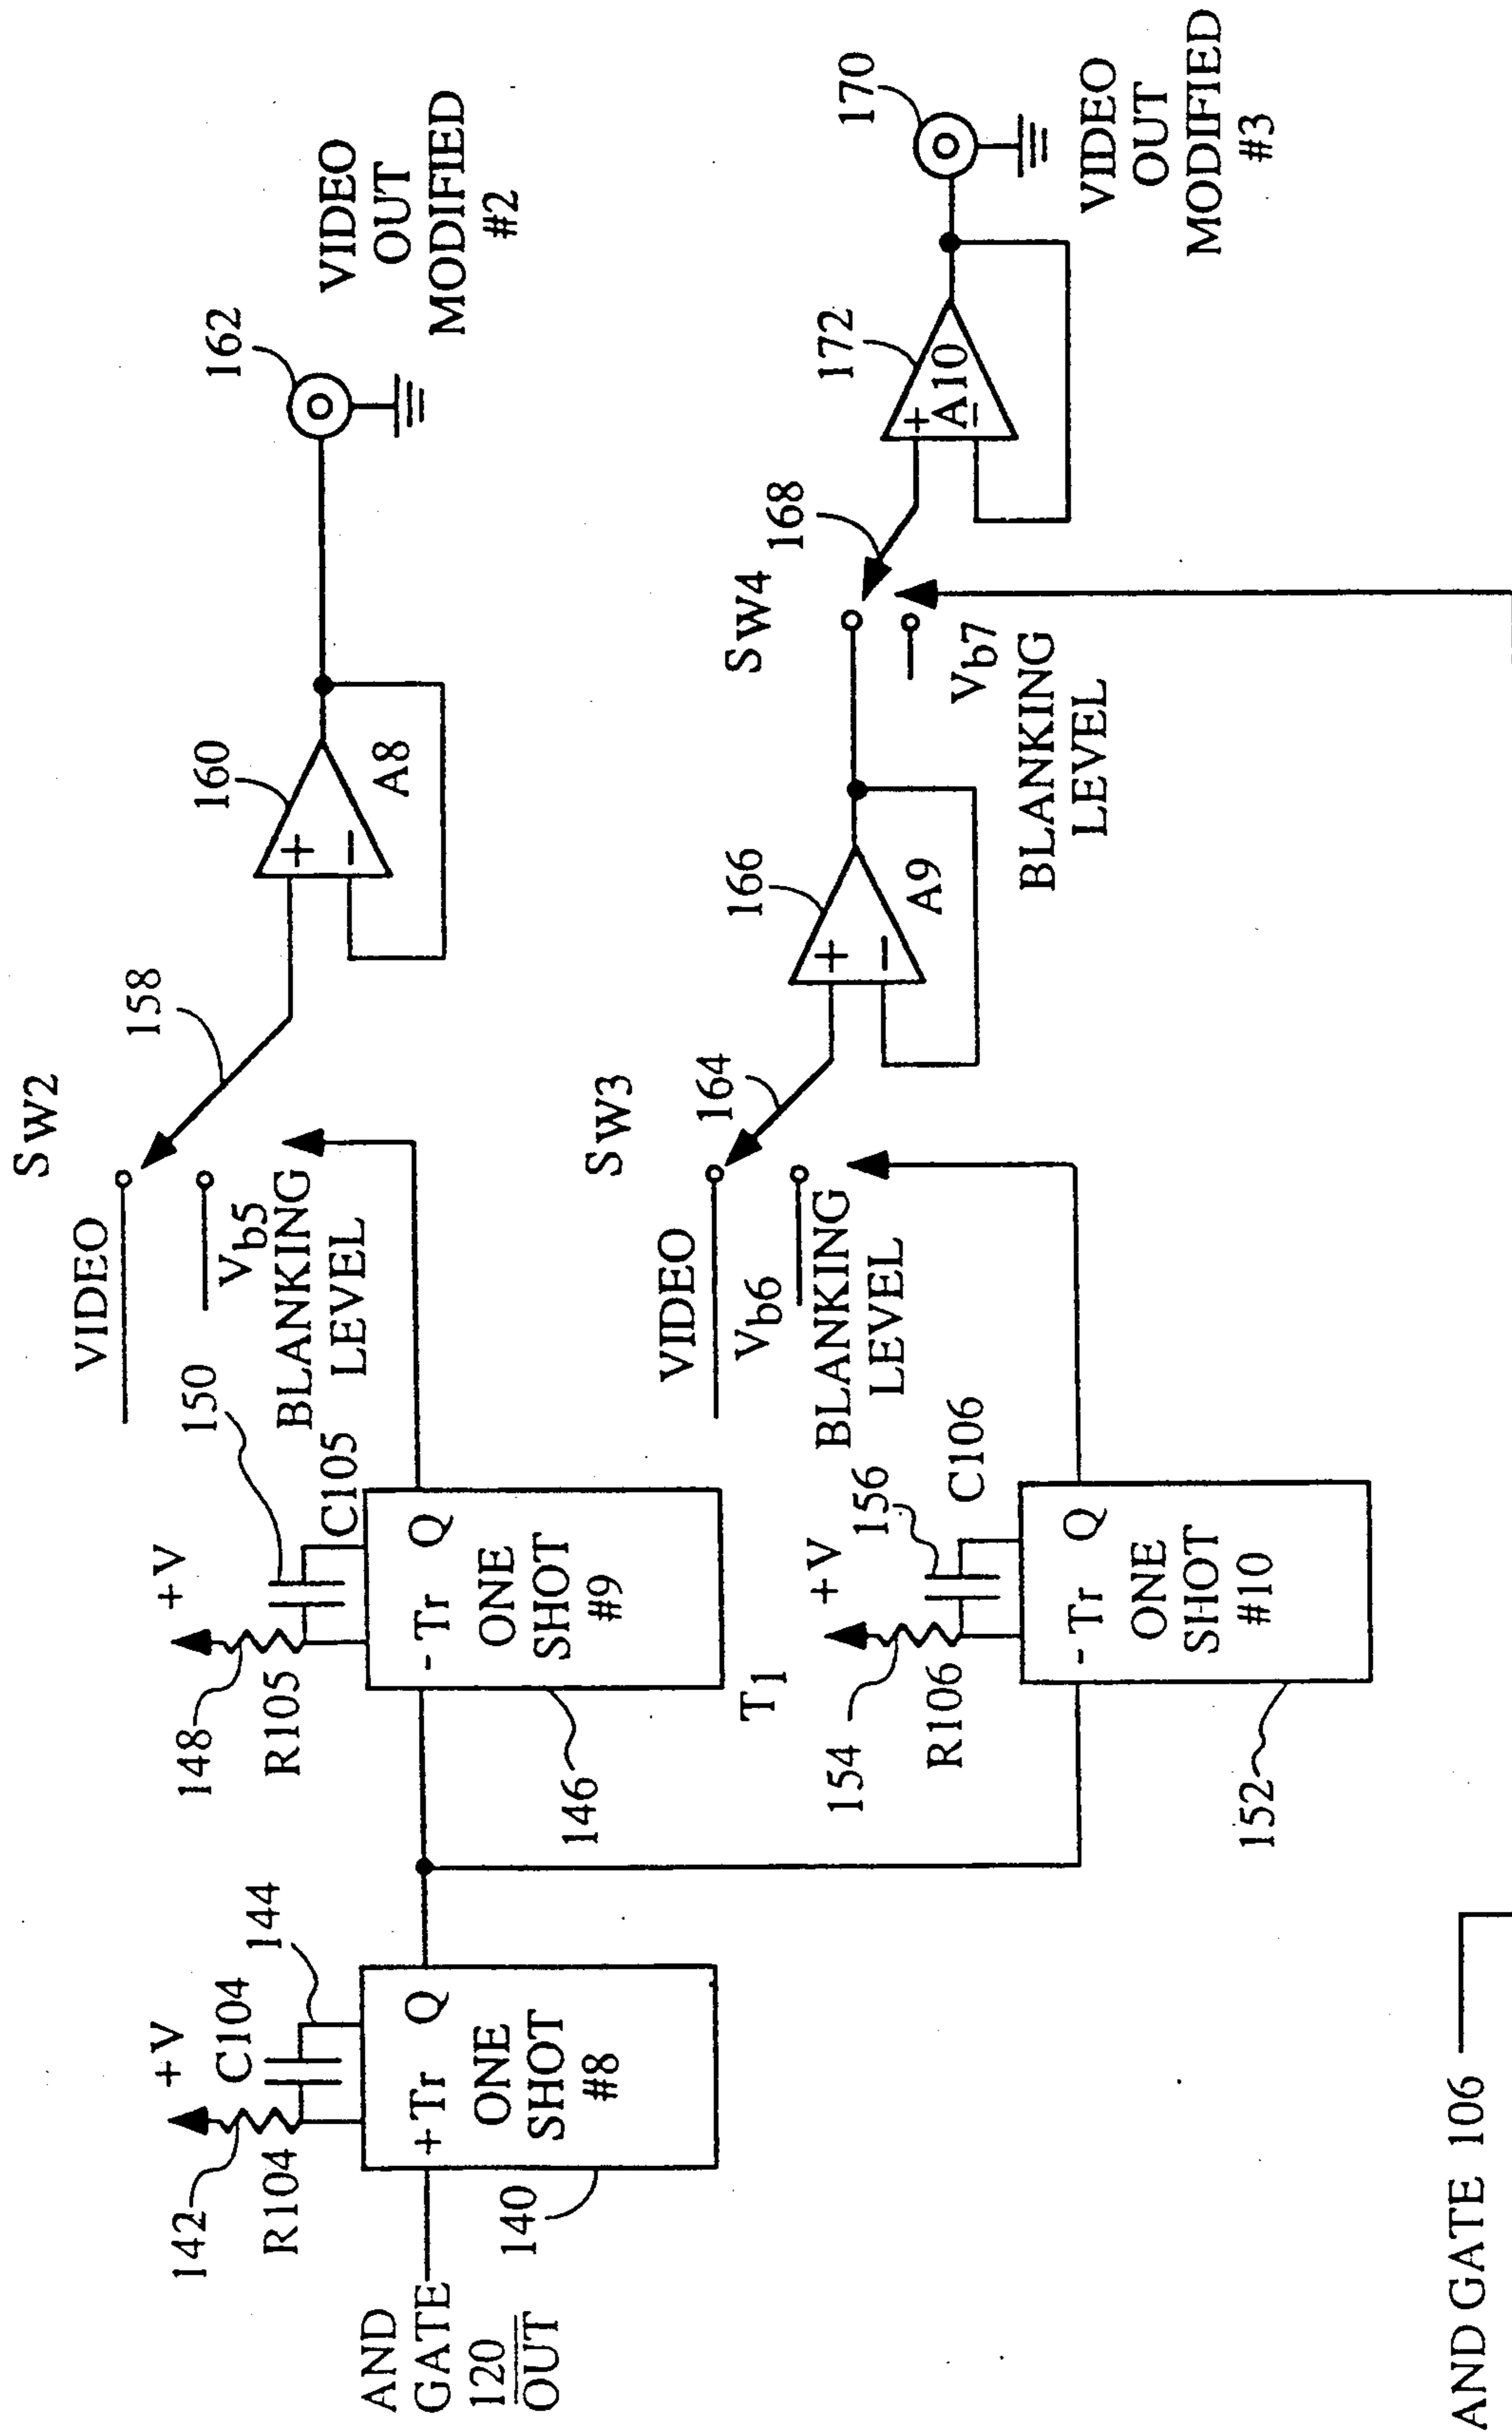 AND
GATE
120
OUT
140
142
R104
+V
C104
144
+Tr Q
ONE
SHOT
#8
148
R105
+V
150
C105
- Tr Q
ONE
SHOT
#9
146
T1
VIDEO
Vb5
BLANKING
LEVEL
SW2
158
160
+
−
A8
162
VIDEO
OUT
MODIFIED
#2
154
R106
+V
156
C106
- Tr Q
ONE
SHOT
#10
152
VIDEO
Vb6
BLANKING
LEVEL
SW3
164
166
+
−
A9
SW4
168
Vb7
BLANKING
LEVEL
172
+
A10
−
170
VIDEO
OUT
MODIFIED
#3
AND GATE 106